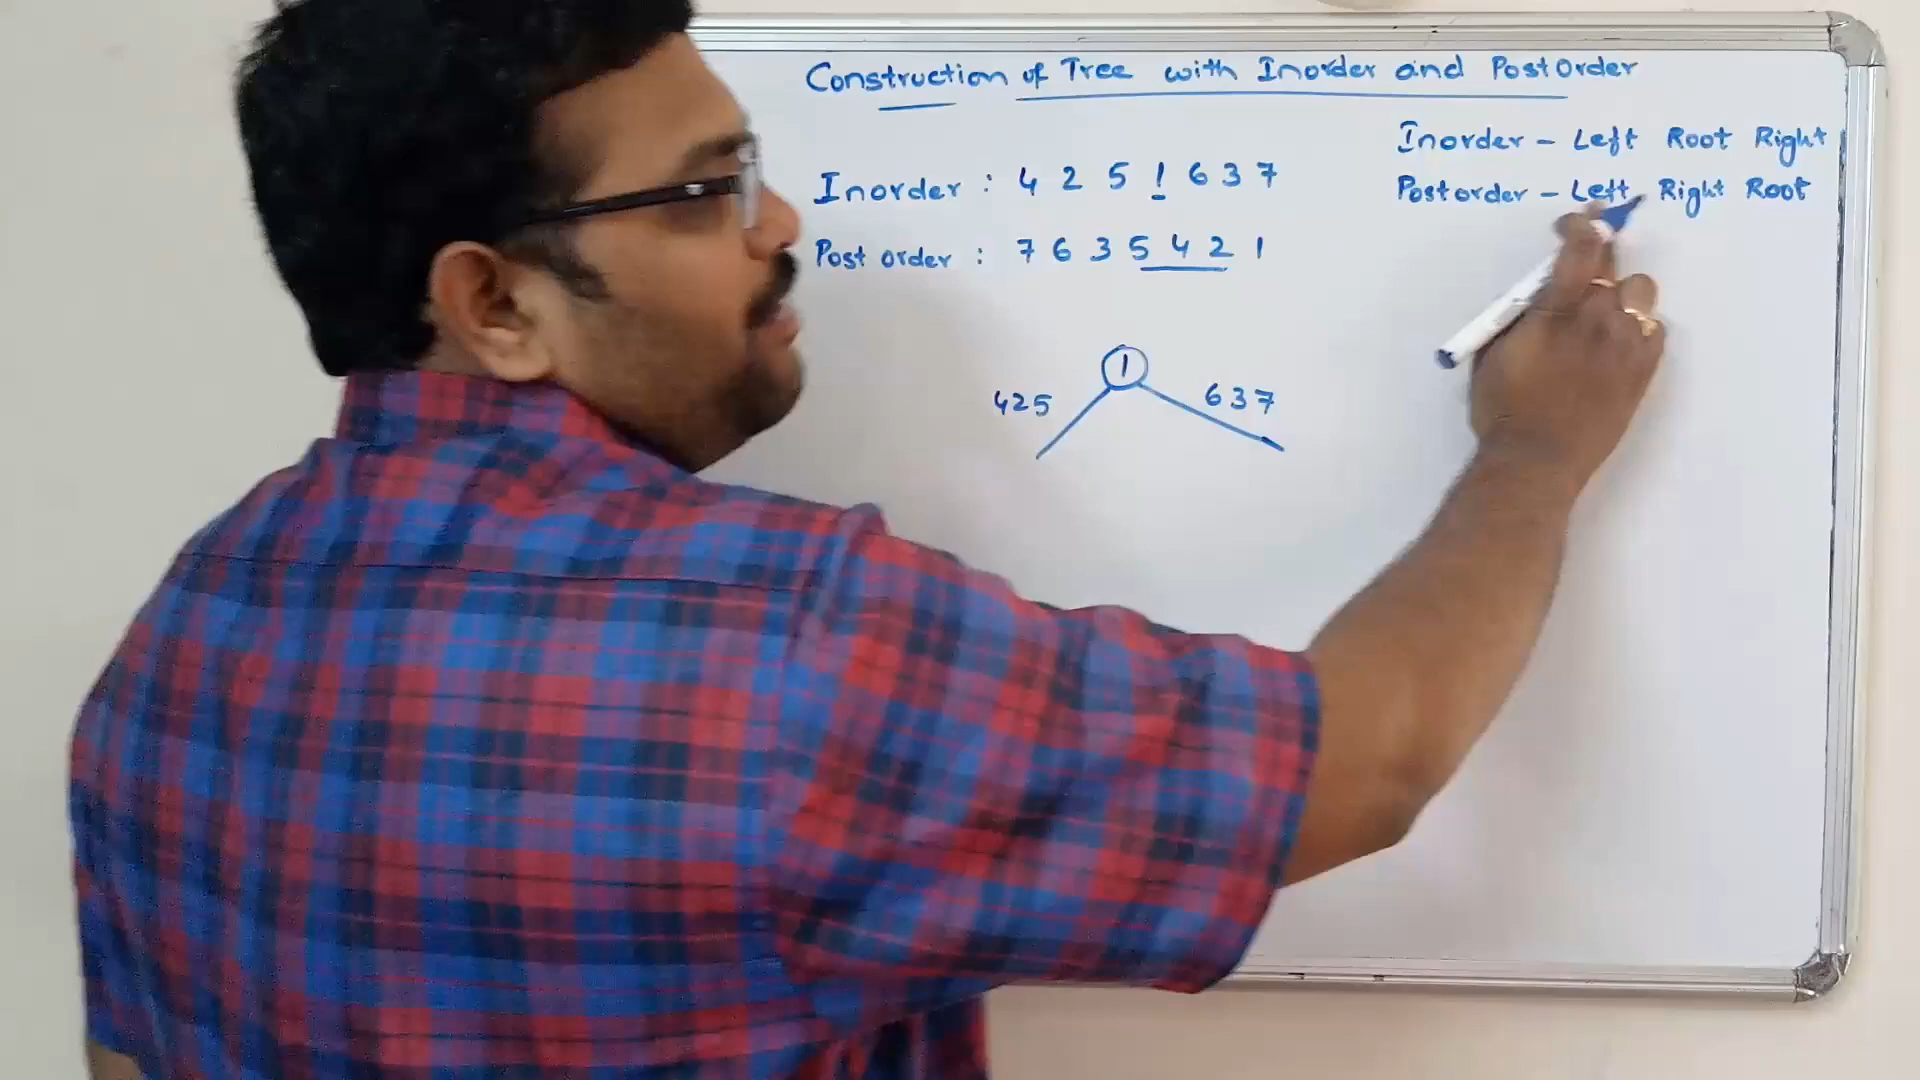 Construction of Tree with Inorder and PostOrder
Inorder - Left Root Right
Postorder - Left Right Root
Inorder : 4 2 5 1 6 3 7
Post order : 7 6 3 5 4 2 1
1
425
637